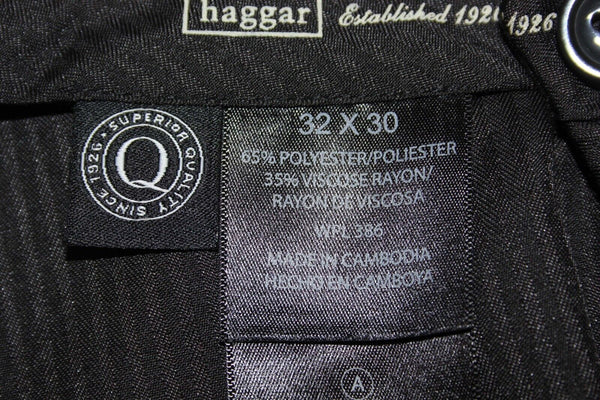 haggar Established 1926 1926
SUPERIOR QUALITY SINCE 1926
Q
32 X 30
65% POLYESTER/POLIESTER
35% VISCOSE RAYON/
RAYON DE VISCOSA
WPL 386
MADE IN CAMBODIA
HECHO EN CAMBOYA
A